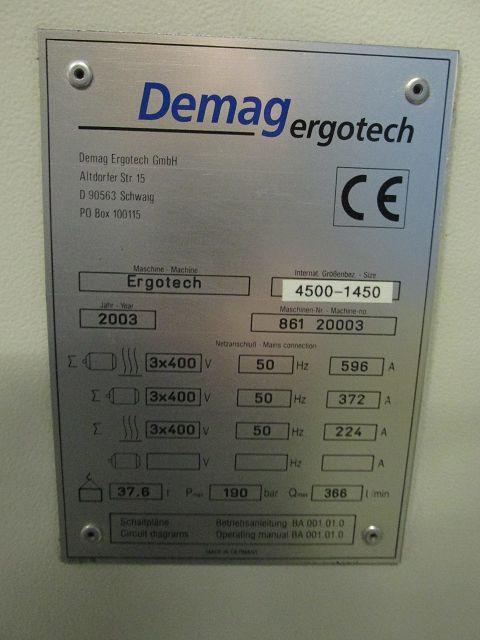 Demag ergotech
Demag Ergotech GmbH
Altdorfer Str. 15
D 90563 Schwaig
PO Box 100115
CE
Maschine - Machine
Ergotech
Internat. Größenbez. - Size
4500-1450
Jahr - Year
2003
Maschinen-Nr. - Machine-no.
861 20003
Netzanschluß - Mains connection
Σ 3x400 V 50 Hz 596 A
Σ 3x400 V 50 Hz 372 A
Σ 3x400 V 50 Hz 224 A
V Hz A
37.6 t Pmax 190 bar Qmax 366 l/min
Schaltpläne Betriebsanleitung BA 001.01.0
Circuit diagrams Operating manual BA 001.01.0
MADE IN GERMANY